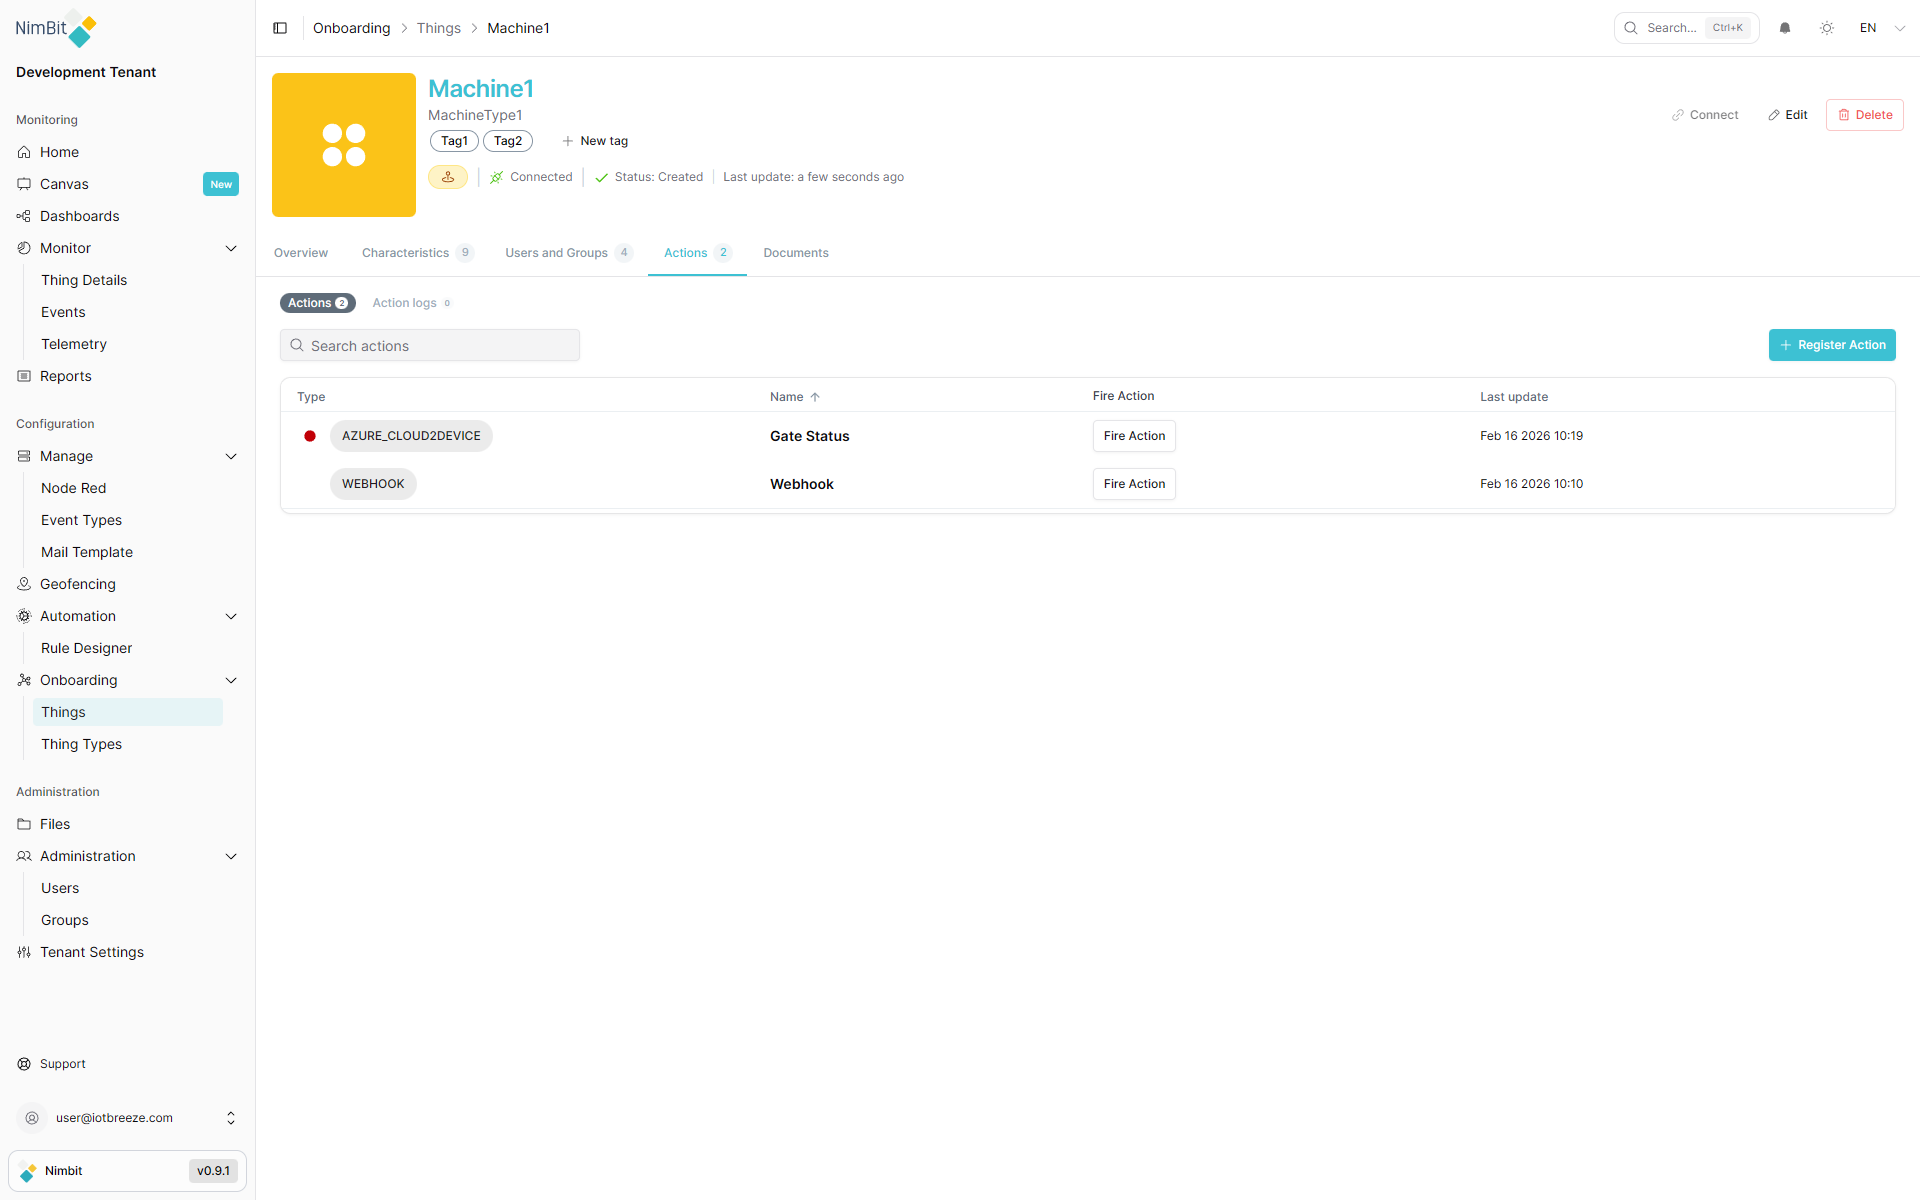 NimBit
Development Tenant
Monitoring
Home
Canvas New
Dashboards
Monitor
Thing Details
Events
Telemetry
Reports
Configuration
Manage
Node Red
Event Types
Mail Template
Geofencing
Automation
Rule Designer
Onboarding
Things
Thing Types
Administration
Files
Administration
Users
Groups
Tenant Settings
Support
user@iotbreeze.com
Nimbit v0.9.1
Onboarding Things Machine1
Search... Ctrl+K EN
Machine1
MachineType1
Tag1 Tag2 New tag
Connected Status: Created Last update: a few seconds ago
Connect Edit Delete
Overview Characteristics 9 Users and Groups 4 Actions 2 Documents
Actions 2 Action logs 0
Search actions
Register Action
Type Name Fire Action Last update
AZURE_CLOUD2DEVICE Gate Status Fire Action Feb 16 2026 10:19
WEBHOOK Webhook Fire Action Feb 16 2026 10:10